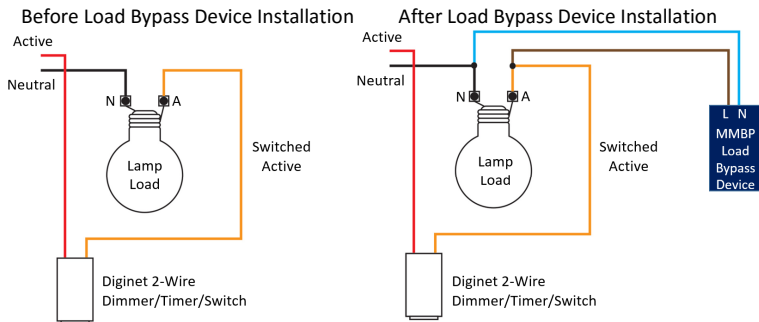 Before Load Bypass Device Installation
Active
Neutral
N
A
Lamp
Load
Switched
Active
Diginet 2-Wire
Dimmer/Timer/Switch
After Load Bypass Device Installation
Active
Neutral
N
A
Lamp
Load
Switched
Active
L N
MMBP
Load
Bypass
Device
Diginet 2-Wire
Dimmer/Timer/Switch